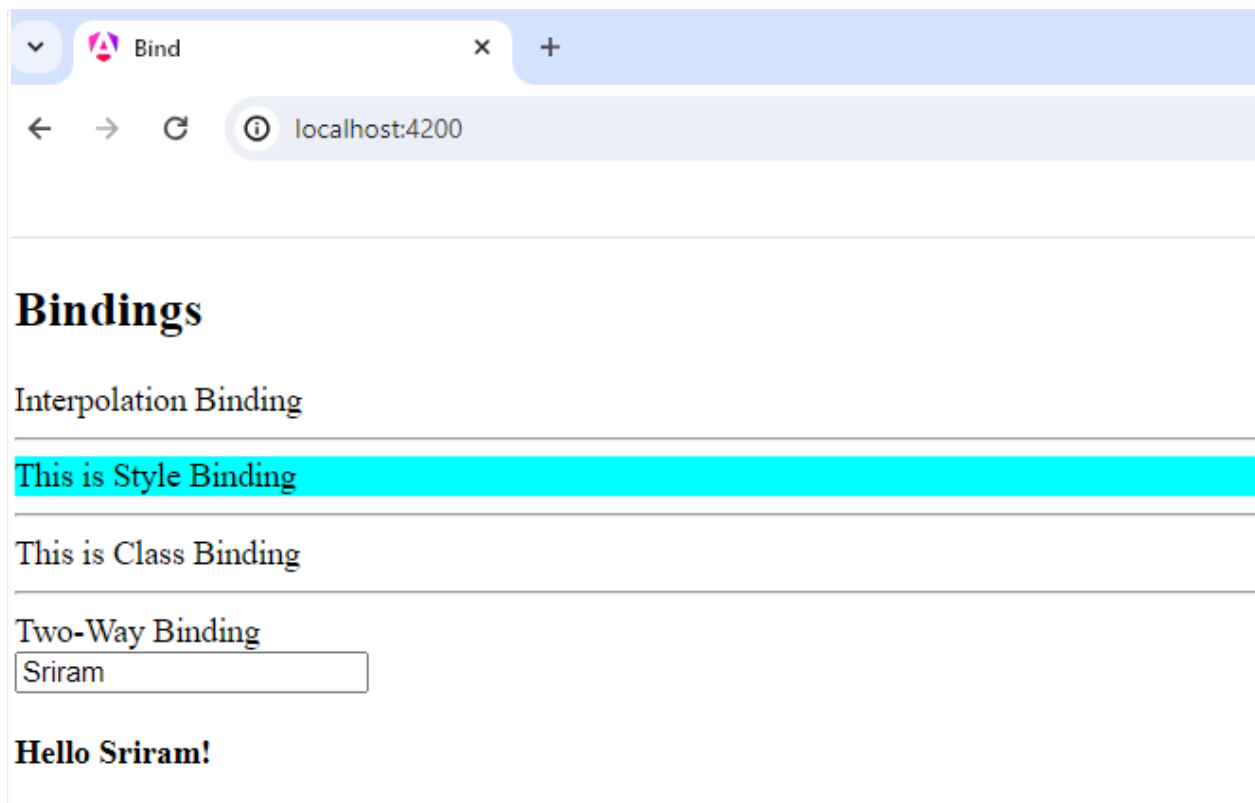 Bind
localhost:4200
Bindings
Interpolation Binding
This is Style Binding
This is Class Binding
Two-Way Binding
Sriram
Hello Sriram!